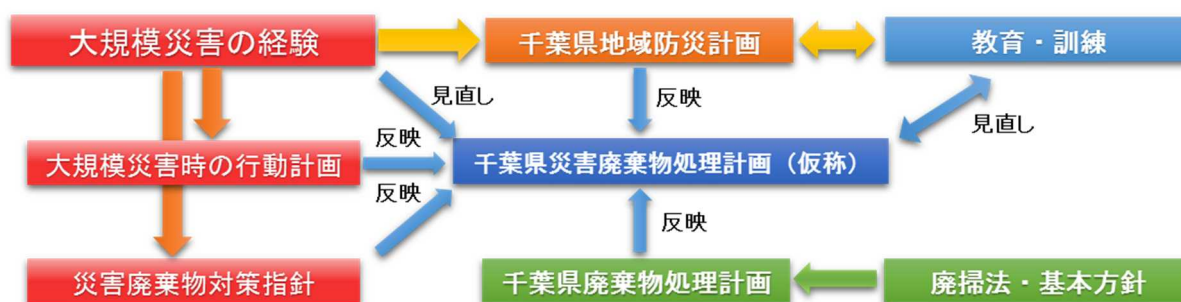 大規模災害の経験
千葉県地域防災計画
教育・訓練
見直し
反映
見直し
反映
大規模災害時の行動計画
千葉県災害廃棄物処理計画（仮称）
反映
反映
災害廃棄物対策指針
千葉県廃棄物処理計画
廃掃法・基本方針